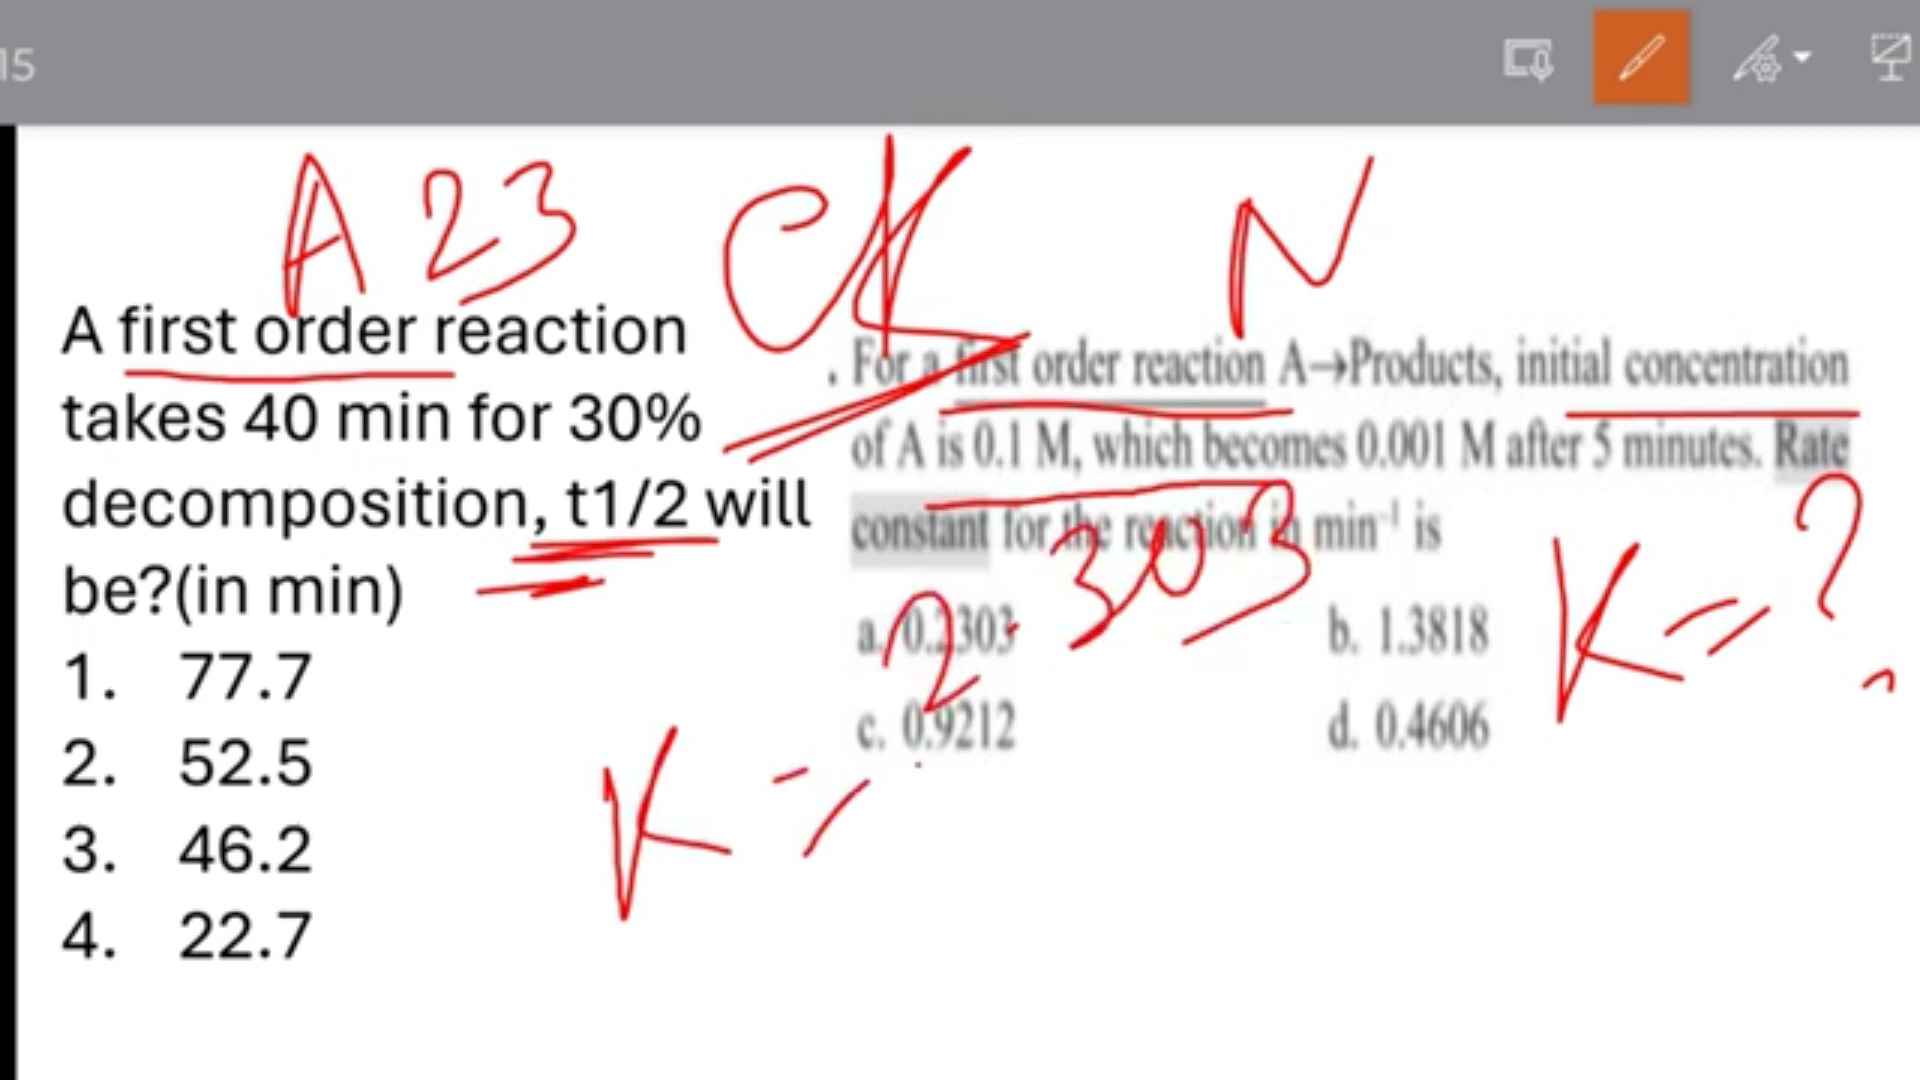 15
A 23 CK N
A first order reaction
takes 40 min for 30%
decomposition, t1/2 will
be?(in min)
1. 77.7
2. 52.5
3. 46.2
4. 22.7
. For a first order reaction A→Products, initial concentration
of A is 0.1 M, which becomes 0.001 M after 5 minutes. Rate
constant for the reaction in min⁻¹ is
a. 0.2303 b. 1.3818
c. 0.9212 d. 0.4606
K = ?
K = 2.303